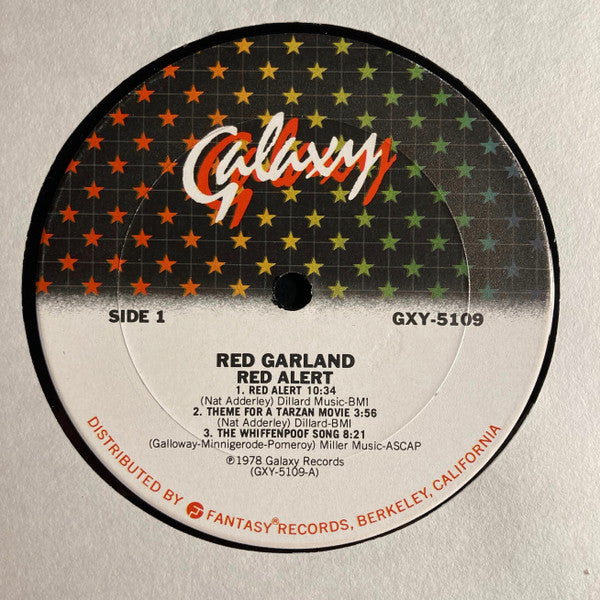 Galaxy
SIDE 1
GXY-5109
RED GARLAND
RED ALERT
1. RED ALERT 10:34
(Nat Adderley) Dillard Music-BMI
2. THEME FOR A TARZAN MOVIE 3:56
(Nat Adderley) Dillard-BMI
3. THE WHIFFENPOOF SONG 8:21
(Galloway-Minnigerode-Pomeroy) Miller Music-ASCAP
℗1978 Galaxy Records
(GXY-5109-A)
DISTRIBUTED BY FANTASY® RECORDS, BERKELEY, CALIFORNIA